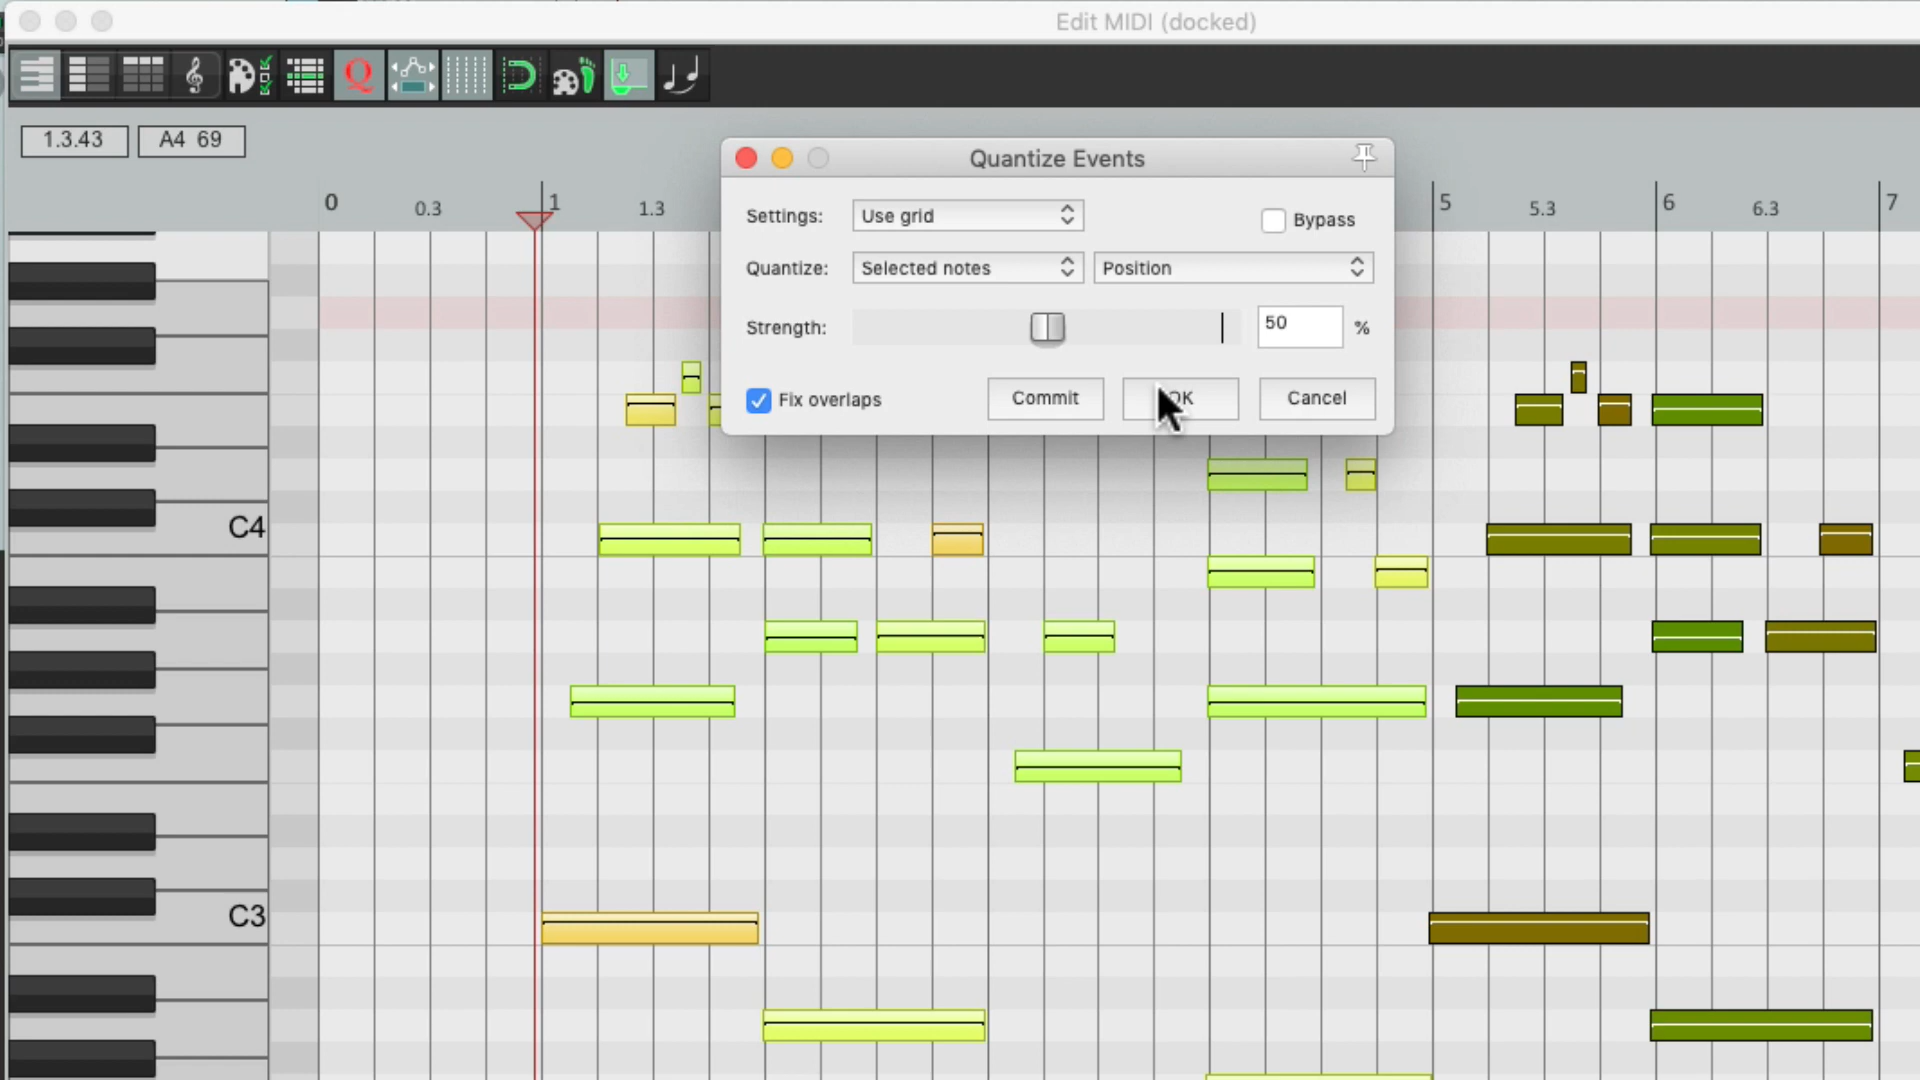 Edit MIDI (docked)
Q
1.3.43 A4 69
Quantize Events
0 0.3 1 1.3 5 5.3 6 6.3 7
Settings: Use grid Bypass
Quantize: Selected notes Position
Strength: 50 %
Fix overlaps Commit OK Cancel
C4
C3